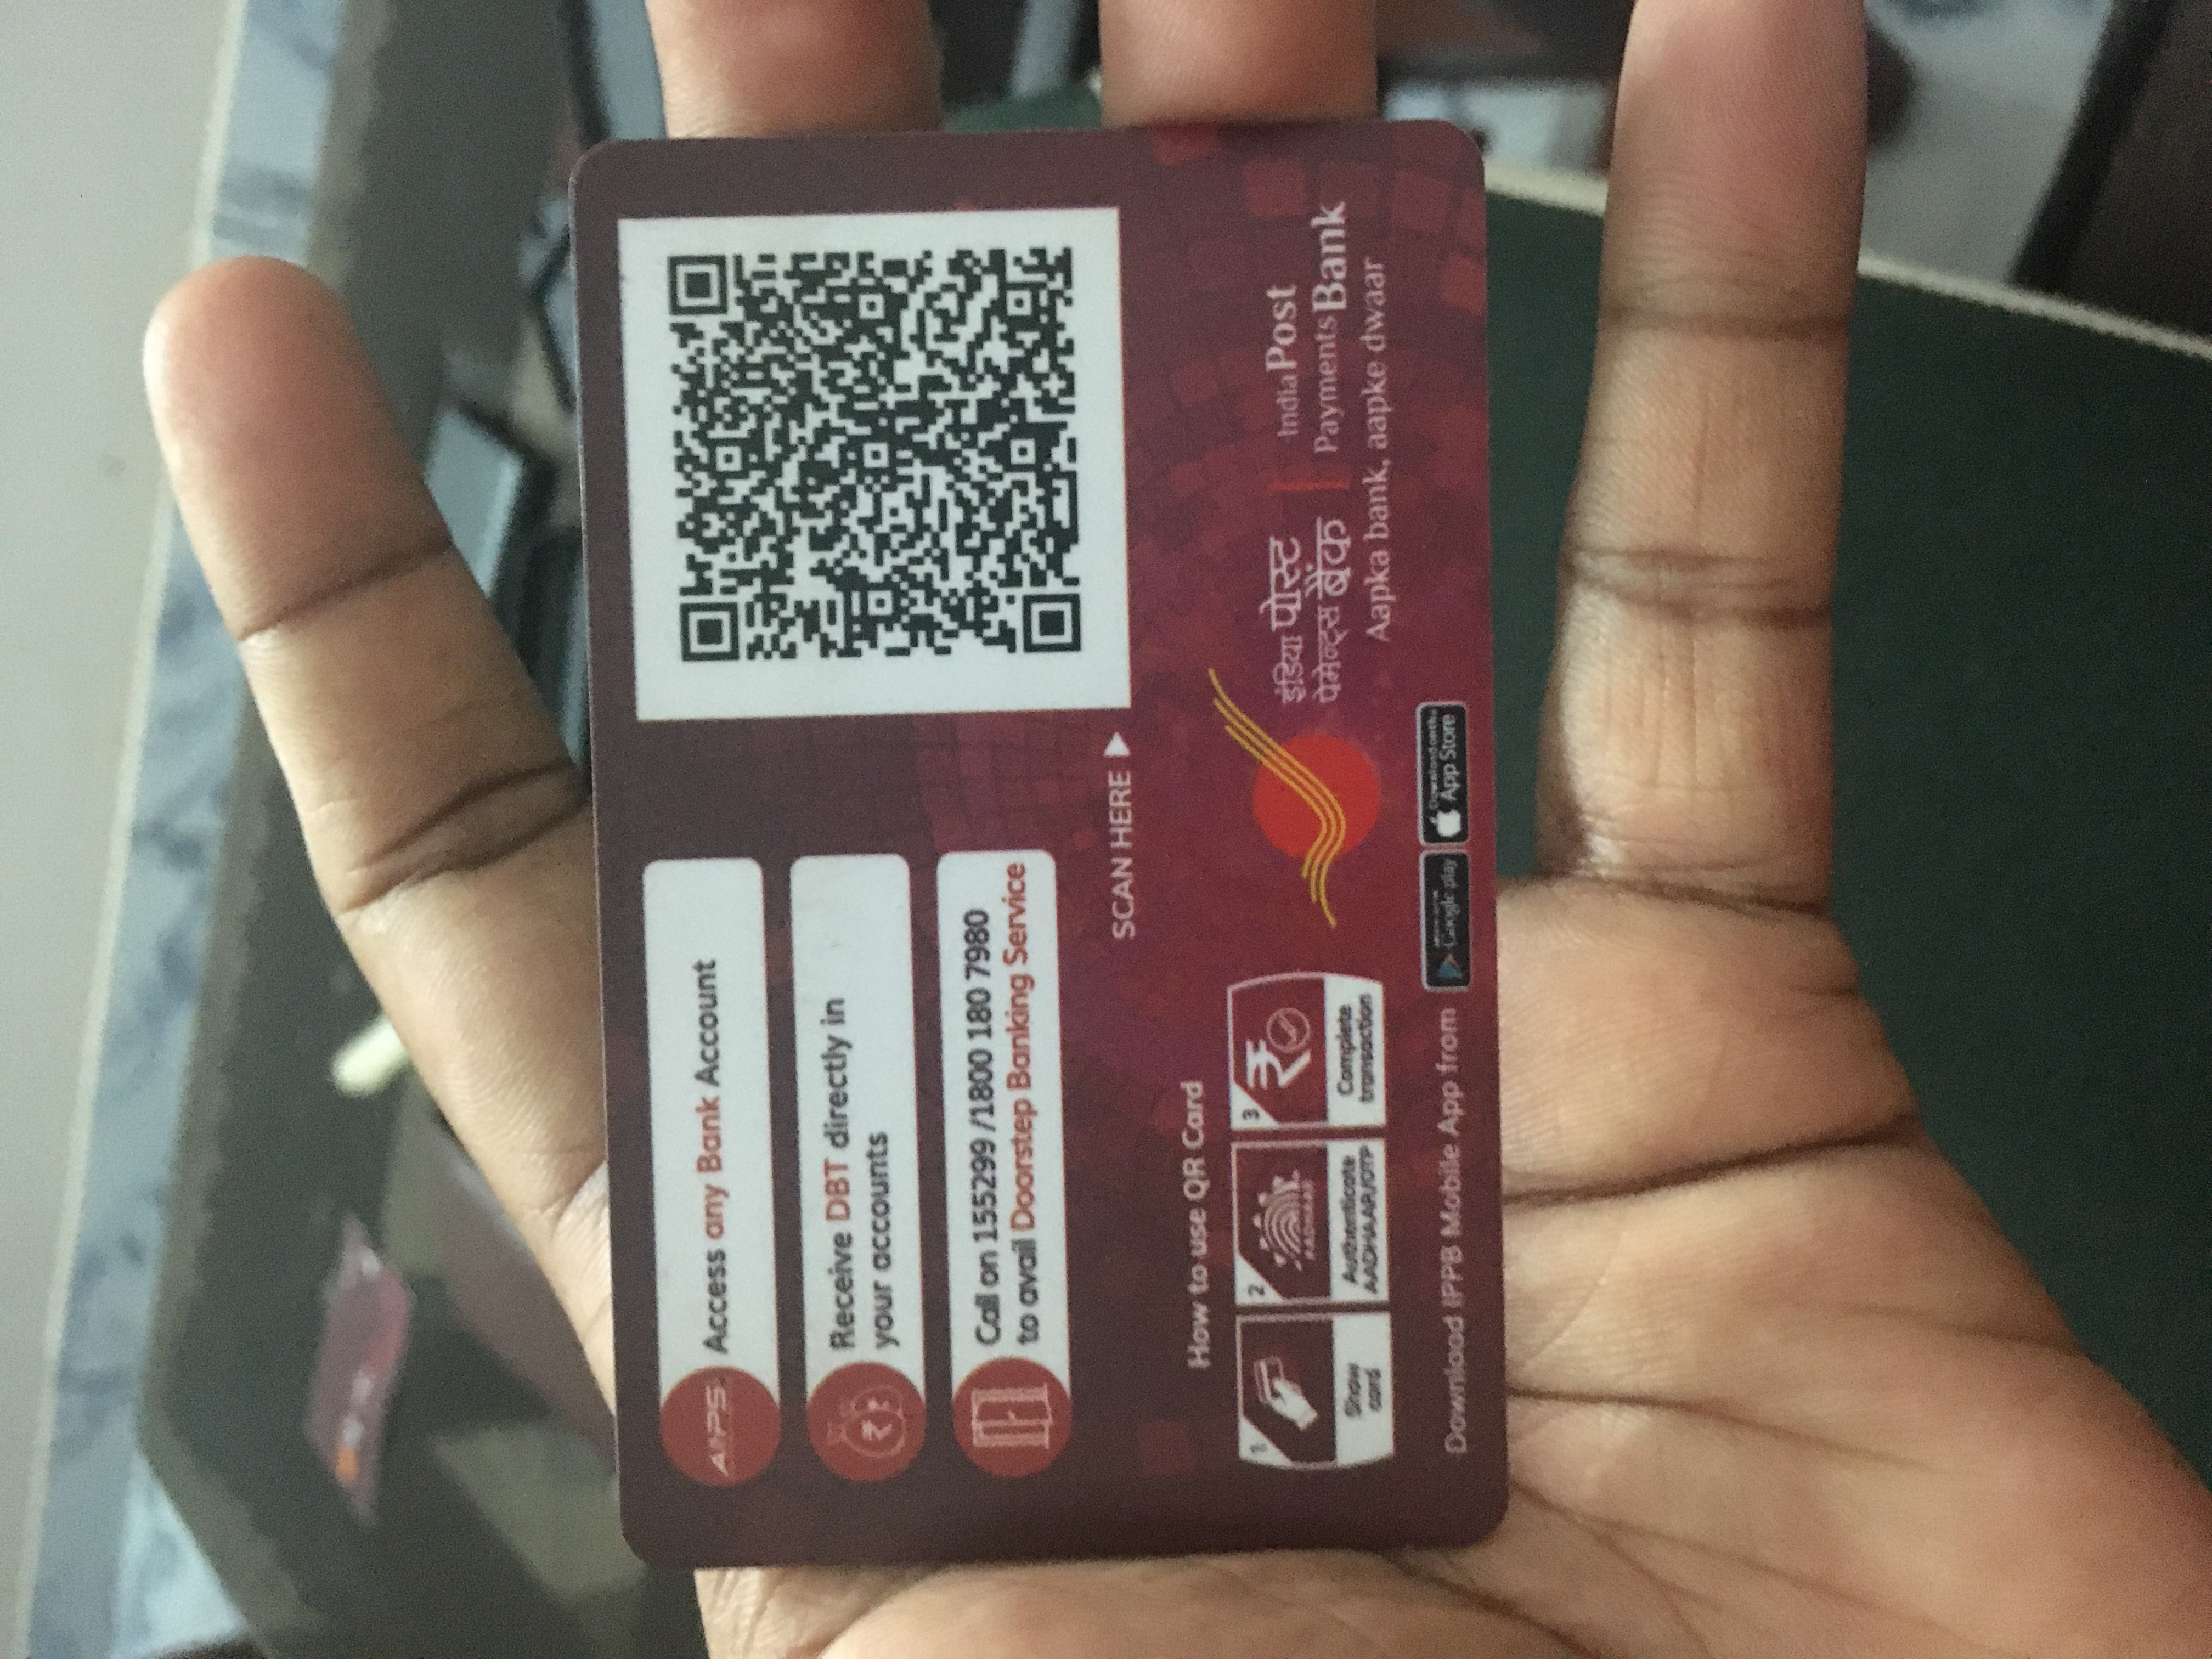 AePS
Access any Bank Account
Receive DBT directly in
your accounts
Call on 155299 /1800 180 7980
to avail Doorstep Banking Service
SCAN HERE
How to use QR Card
1
Show
card
2
AADHAAR
Authenticate
AADHAAR/OTP
3
Complete
transaction
इंडिया पोस्ट
पेमेन्ट्स बैंक
India Post
Payments Bank
Aapka bank, aapke dwaar
Download IPPB Mobile App from
Google play
Download on the
App Store